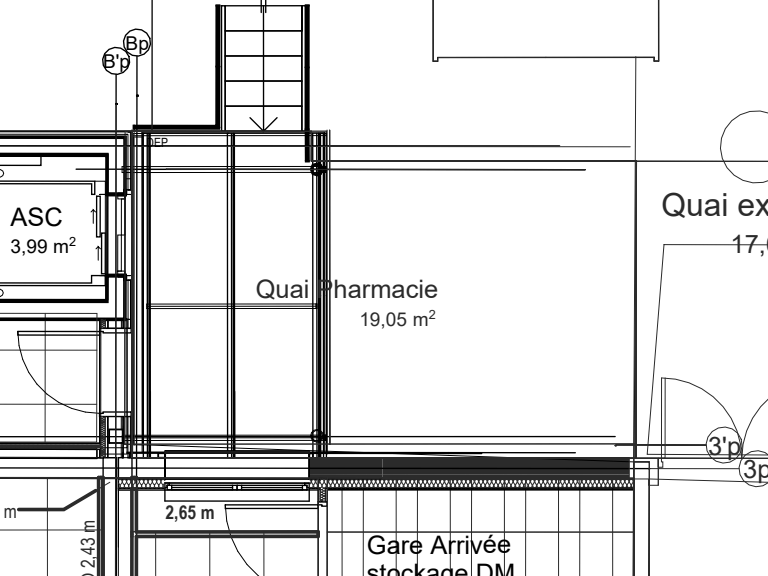 Bp
B'p
ASC
3,99 m²
Quai ex
17,
Quai Pharmacie
19,05 m²
3'p
3p
m
2,65 m
2,43 m
Gare Arrivée
stockage DM